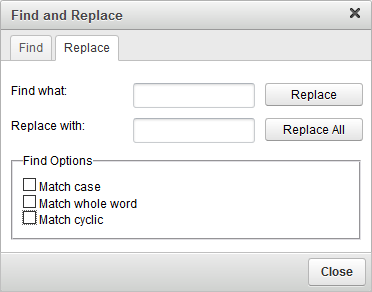 Find and Replace
Find Replace
Find what: Replace
Replace with: Replace All
Find Options
Match case
Match whole word
Match cyclic
Close